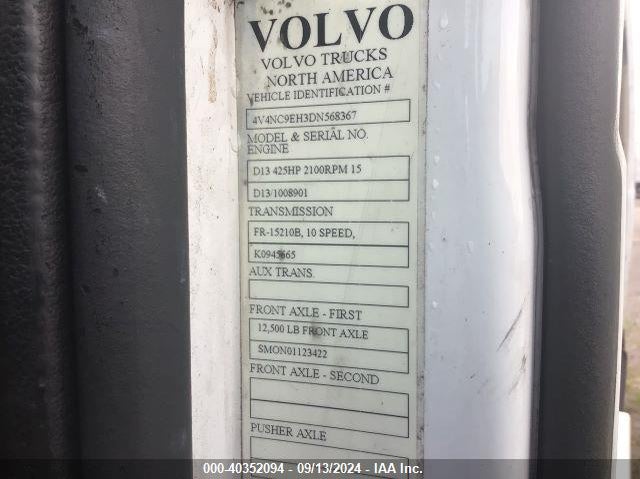 VOLVO
VOLVO TRUCKS
NORTH AMERICA
VEHICLE IDENTIFICATION #
4V4NC9EH3DN568367
MODEL & SERIAL NO.
ENGINE
D13 425HP 2100RPM 15
D13/1008901
TRANSMISSION
FR-15210B, 10 SPEED,
K0945665
AUX TRANS.
FRONT AXLE - FIRST
12,500 LB FRONT AXLE
SMON01123422
FRONT AXLE - SECOND
PUSHER AXLE
000-40352094 - 09/13/2024 - IAA Inc.